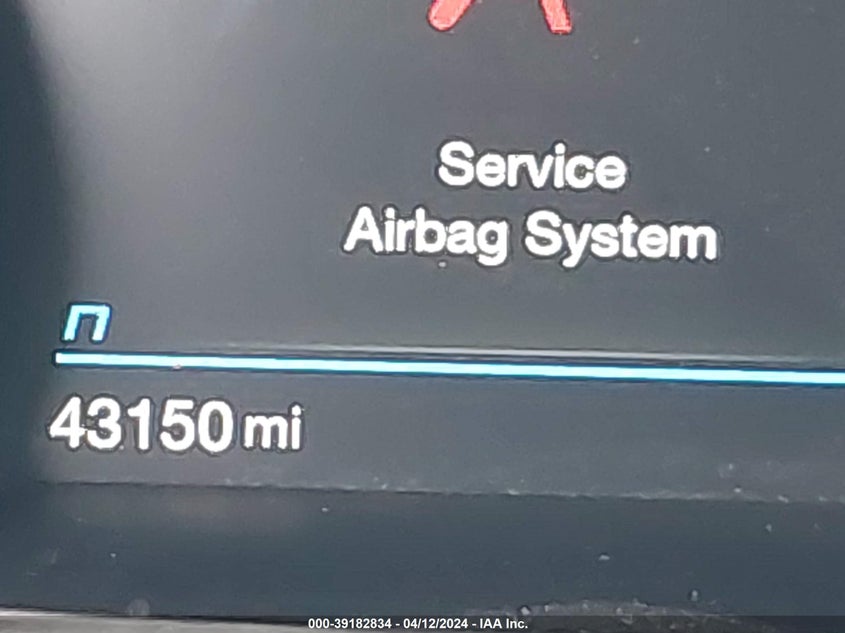 Service
Airbag System
43150 mi
000-39182834 - 04/12/2024 - IAA Inc.